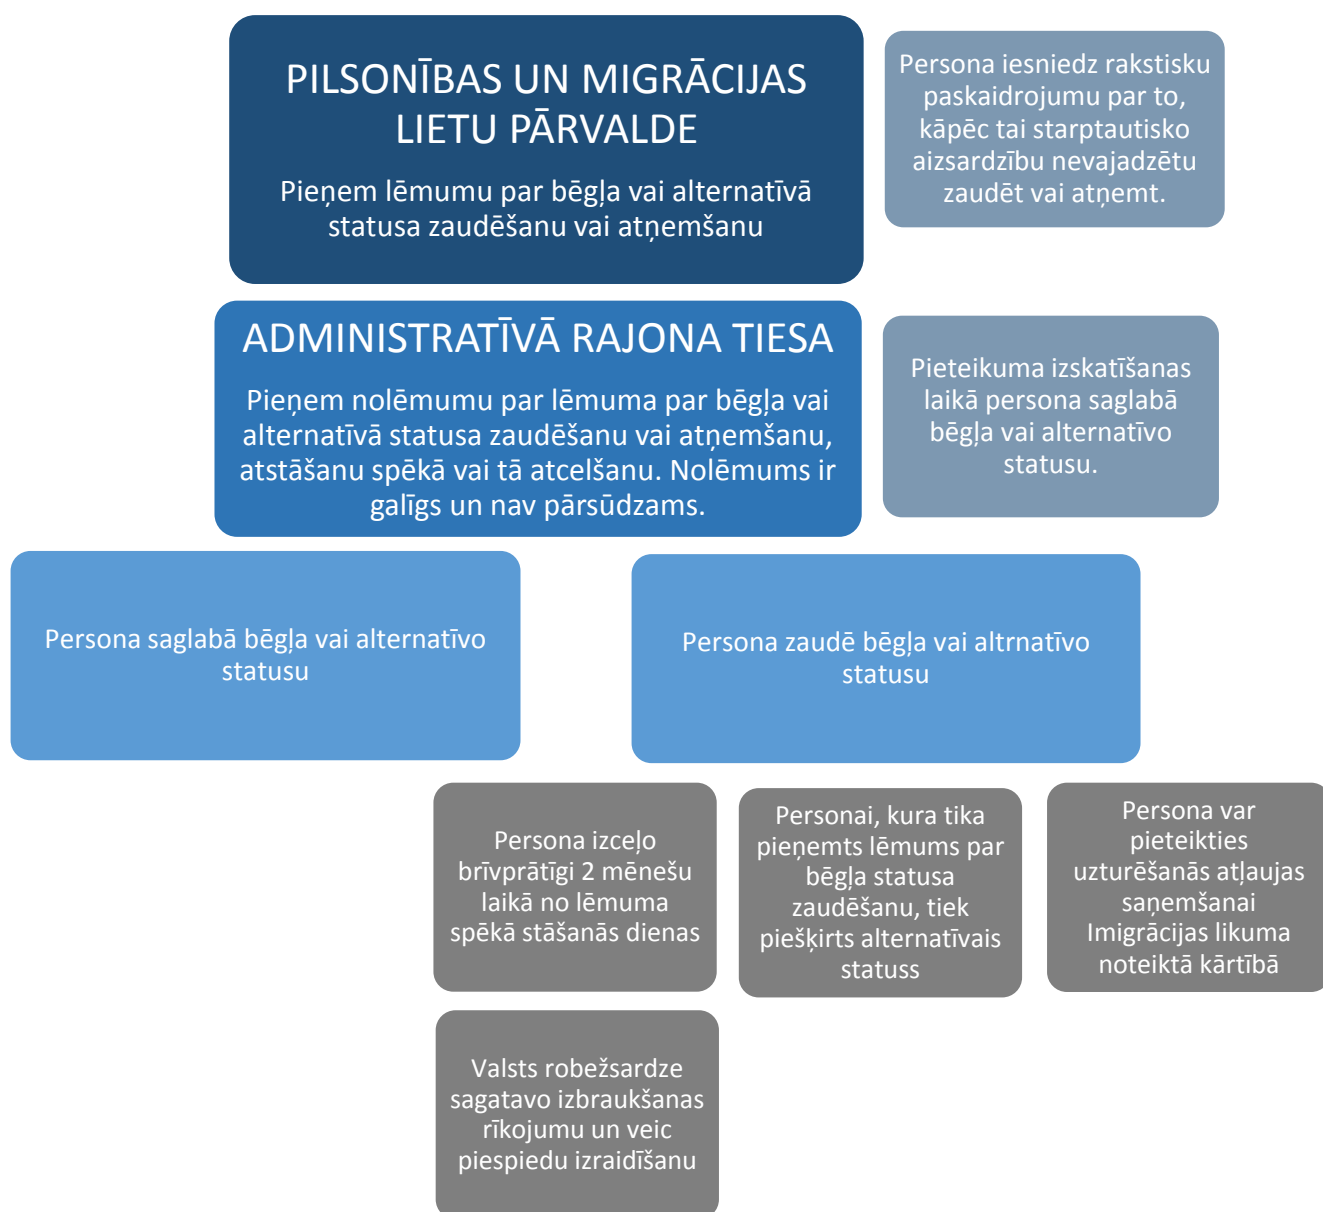 PILSONĪBAS UN MIGRĀCIJAS
LIETU PĀRVALDE
Pieņem lēmumu par bēgļa vai alternatīvā
statusa zaudēšanu vai atņemšanu
Persona iesniedz rakstisku
paskaidrojumu par to,
kāpēc tai starptautisko
aizsardzību nevajadzētu
zaudēt vai atņemt.
ADMINISTRATĪVĀ RAJONA TIESA
Pieņem nolēmumu par lēmuma par bēgļa vai
alternatīvā statusa zaudēšanu vai atņemšanu,
atstāšanu spēkā vai tā atcelšanu. Nolēmums ir
galīgs un nav pārsūdzams.
Pieteikuma izskatīšanas
laikā persona saglabā
bēgļa vai alternatīvo
statusu.
Persona saglabā bēgļa vai alternatīvo
statusu
Persona zaudē bēgļa vai altrnatīvo
statusu
Persona izceļo
brīvprātīgi 2 mēnešu
laikā no lēmuma
spēkā stāšanās dienas
Personai, kura tika
pieņemts lēmums par
bēgļa statusa
zaudēšanu, tiek
piešķirts alternatīvais
statuss
Persona var
pieteikties
uzturēšanās atļaujas
saņemšanai
Imigrācijas likuma
noteiktā kārtībā
Valsts robežsardze
sagatavo izbraukšanas
rīkojumu un veic
piespiedu izraidīšanu